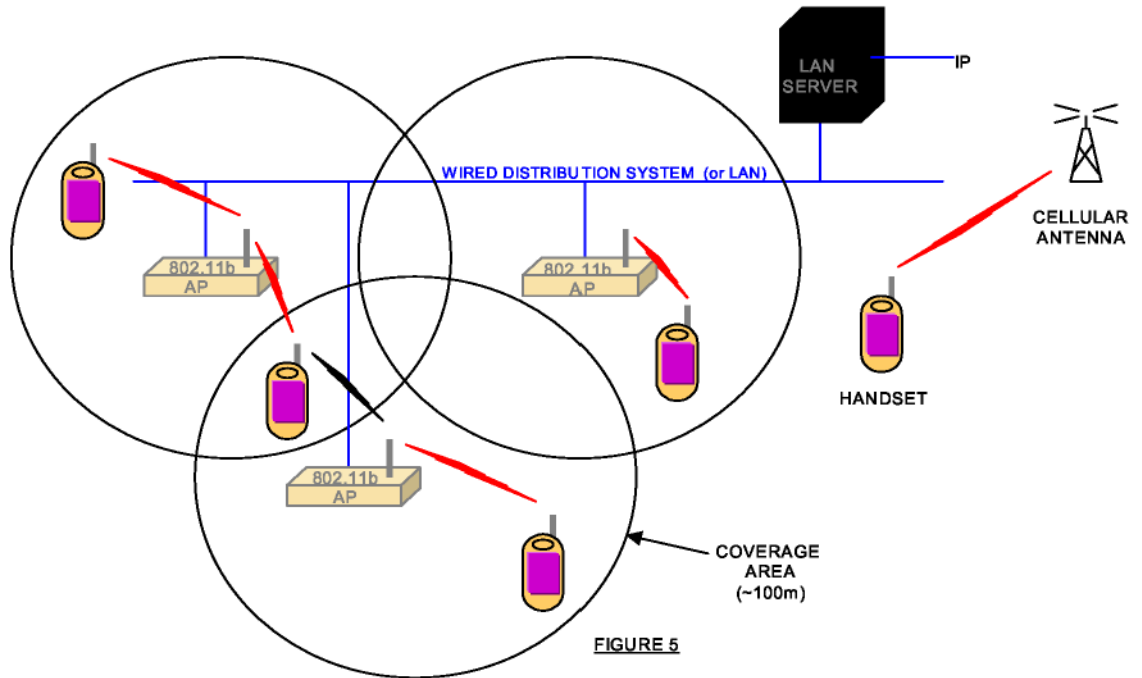 LAN
SERVER
IP
WIRED DISTRIBUTION SYSTEM (or LAN)
CELLULAR
ANTENNA
802.11b
AP
802.11b
AP
HANDSET
802.11b
AP
COVERAGE
AREA
(~100m)
FIGURE 5